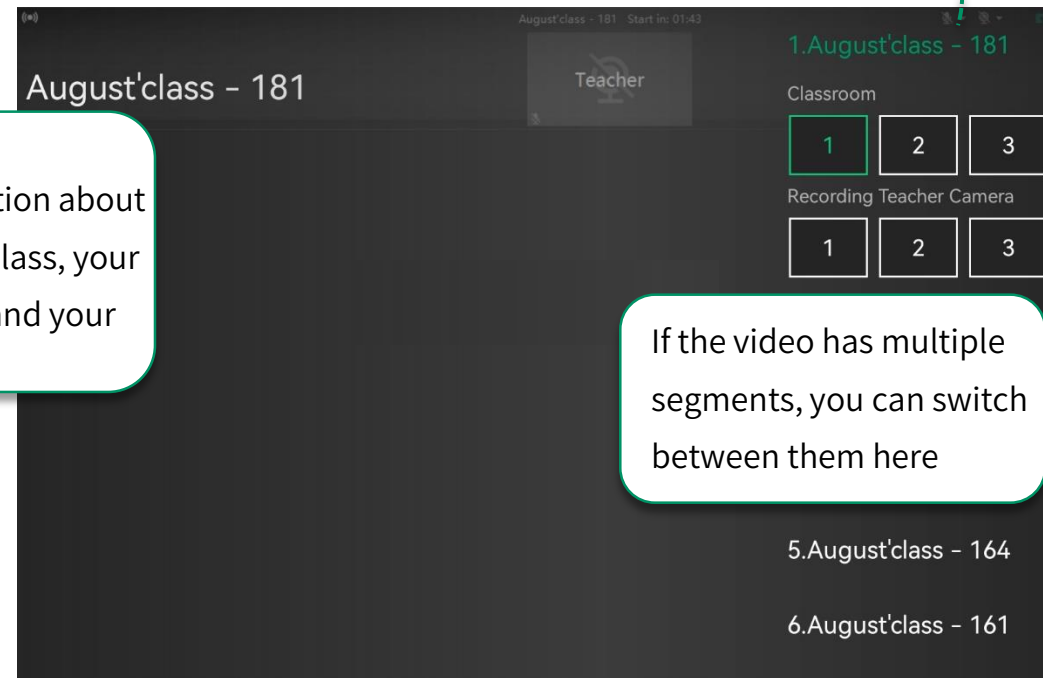 August'class - 181 Start in: 01:43
August'class - 181
Teacher
1.August'class - 181
Classroom
1 2 3
Recording Teacher Camera
1 2 3
tion about
lass, your
and your
If the video has multiple
segments, you can switch
between them here
5.August'class - 164
6.August'class - 161